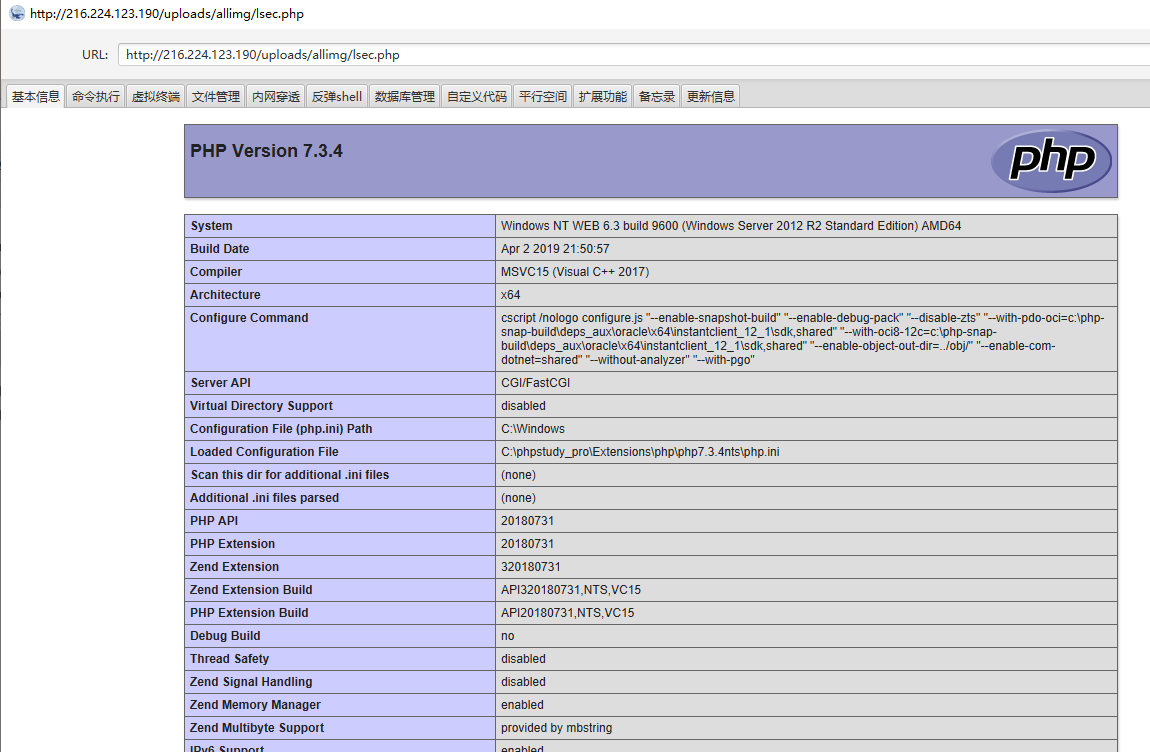 http://216.224.123.190/uploads/allimg/lsec.php
URL: http://216.224.123.190/uploads/allimg/lsec.php
基本信息 命令执行 虚拟终端 文件管理 内网穿透 反弹shell 数据库管理 自定义代码 平行空间 扩展功能 备忘录 更新信息
PHP Version 7.3.4
php
System Windows NT WEB 6.3 build 9600 (Windows Server 2012 R2 Standard Edition) AMD64
Build Date Apr 2 2019 21:50:57
Compiler MSVC15 (Visual C++ 2017)
Architecture x64
Configure Command cscript /nologo configure.js "--enable-snapshot-build" "--enable-debug-pack" "--disable-zts" "--with-pdo-oci=c:\php-
snap-build\deps_aux\oracle\x64\instantclient_12_1\sdk,shared" "--with-oci8-12c=c:\php-snap-
build\deps_aux\oracle\x64\instantclient_12_1\sdk,shared" "--enable-object-out-dir=../obj/" "--enable-com-
dotnet=shared" "--without-analyzer" "--with-pgo"
Server API CGI/FastCGI
Virtual Directory Support disabled
Configuration File (php.ini) Path C:\Windows
Loaded Configuration File C:\phpstudy_pro\Extensions\php\php7.3.4nts\php.ini
Scan this dir for additional .ini files (none)
Additional .ini files parsed (none)
PHP API 20180731
PHP Extension 20180731
Zend Extension 320180731
Zend Extension Build API320180731,NTS,VC15
PHP Extension Build API20180731,NTS,VC15
Debug Build no
Thread Safety disabled
Zend Signal Handling disabled
Zend Memory Manager enabled
Zend Multibyte Support provided by mbstring
IPv6 Support enabled